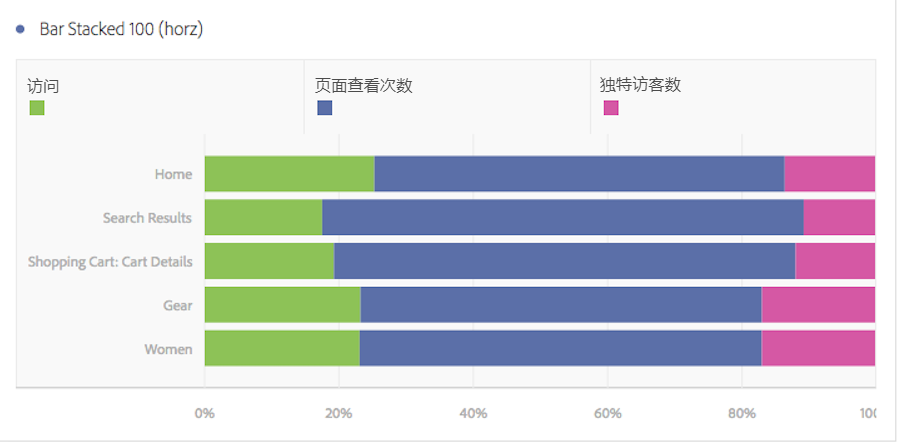 Bar Stacked 100 (horz)
访问
页面查看次数
独特访客数
Home
Search Results
Shopping Cart: Cart Details
Gear
Women
0% 20% 40% 60% 80% 100